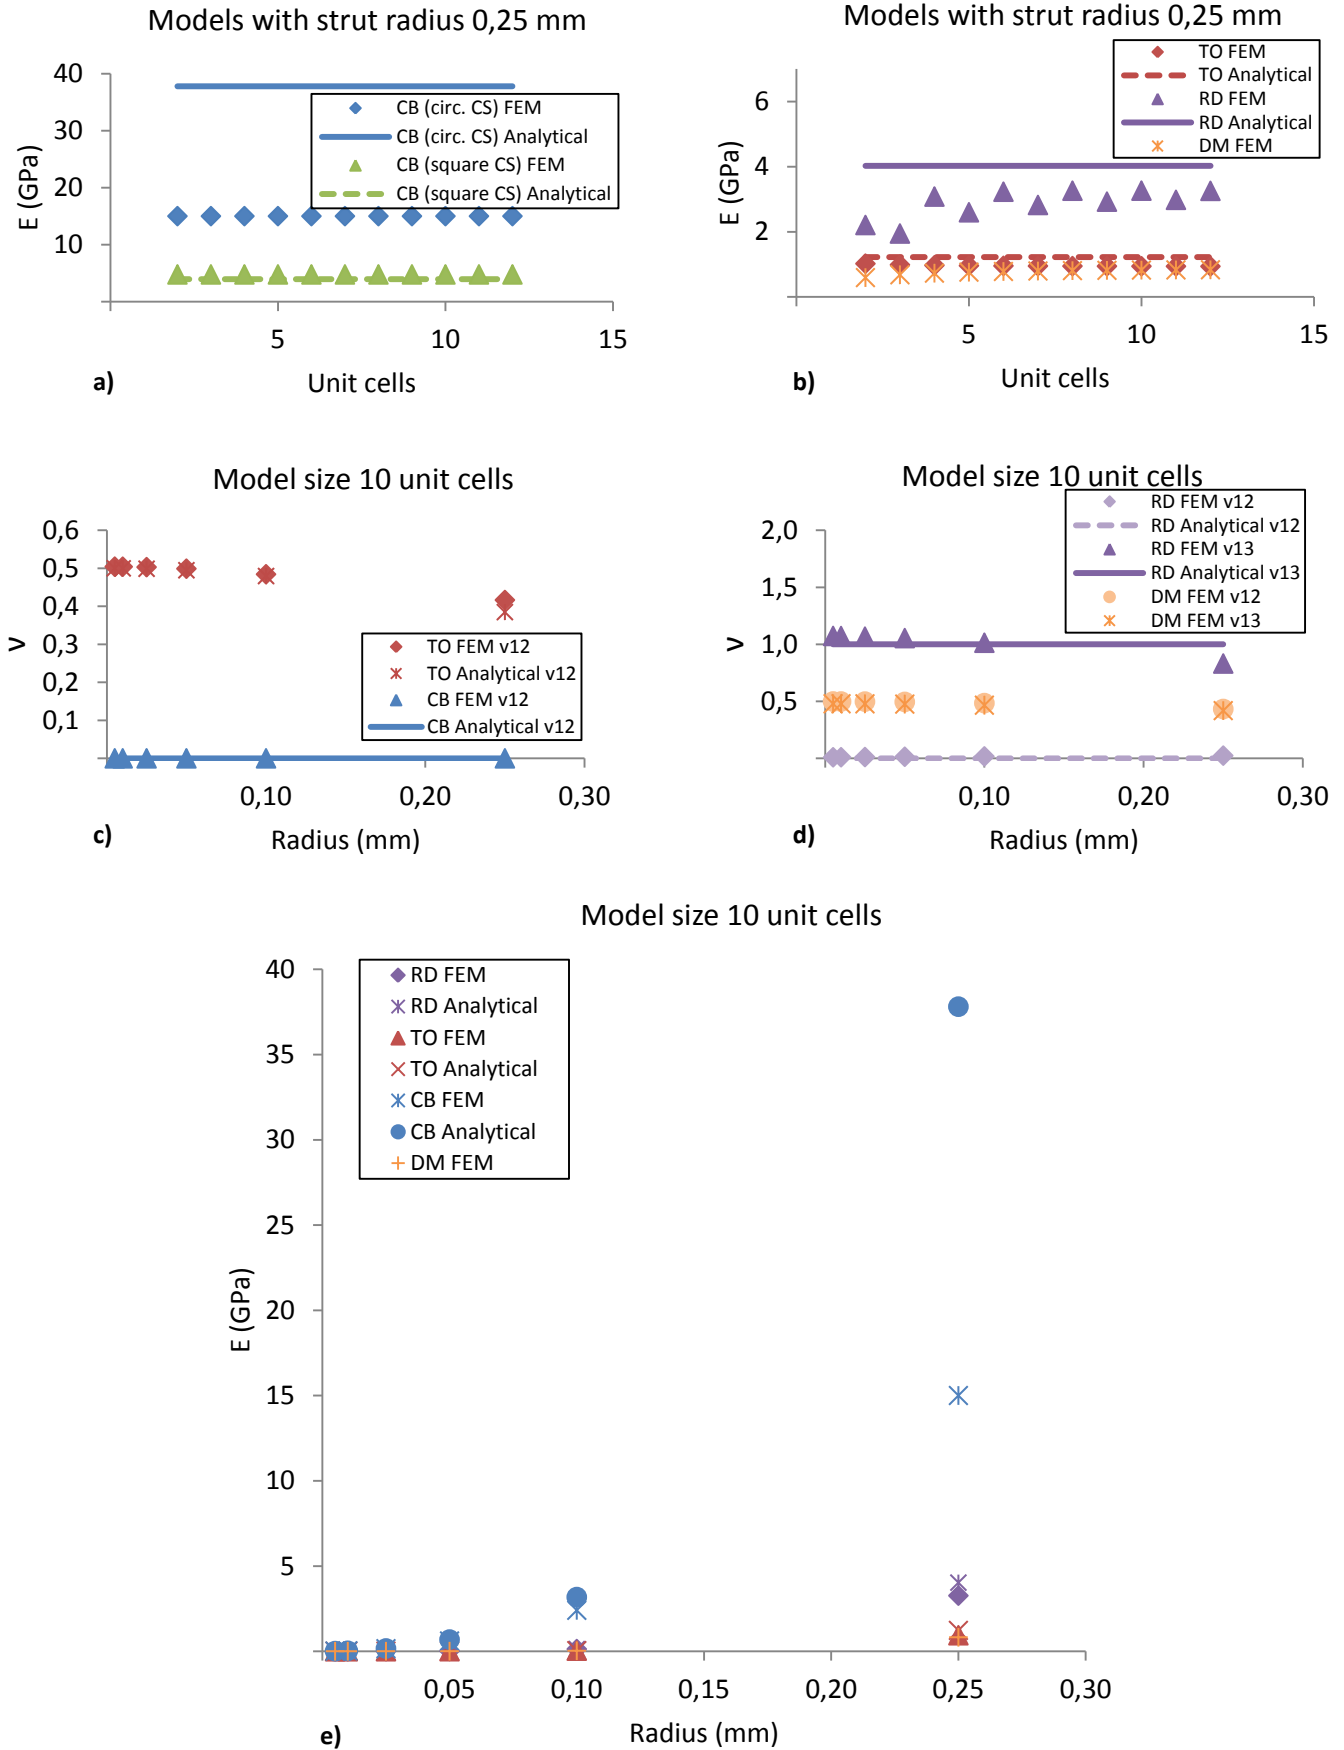 Models with strut radius 0,25 mm
40
30
20
10
E (GPa)
CB (circ. CS) FEM
CB (circ. CS) Analytical
CB (square CS) FEM
CB (square CS) Analytical
5
10
15
Unit cells
a)
Models with strut radius 0,25 mm
6
4
2
E (GPa)
TO FEM
TO Analytical
RD FEM
RD Analytical
DM FEM
5
10
15
Unit cells
b)
Model size 10 unit cells
0,6
0,5
0,4
0,3
0,2
0,1
ν
TO FEM v12
TO Analytical v12
CB FEM v12
CB Analytical v12
0,10
0,20
0,30
Radius (mm)
c)
Model size 10 unit cells
2,0
1,5
1,0
0,5
ν
RD FEM v12
RD Analytical v12
RD FEM v13
RD Analytical v13
DM FEM v12
DM FEM v13
0,10
0,20
0,30
Radius (mm)
d)
Model size 10 unit cells
40
35
30
25
20
15
10
5
E (GPa)
RD FEM
RD Analytical
TO FEM
TO Analytical
CB FEM
CB Analytical
DM FEM
0,05
0,10
0,15
0,20
0,25
0,30
Radius (mm)
e)